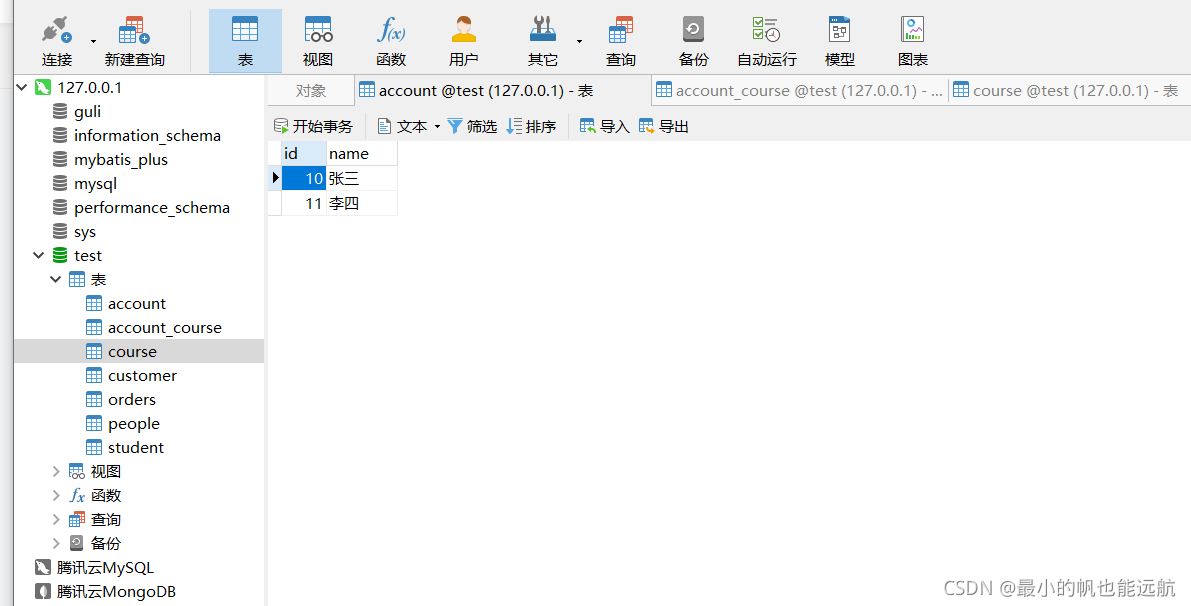 连接 新建查询 表 视图 函数 用户 其它 查询 备份 自动运行 模型 图表
127.0.0.1
guli
information_schema
mybatis_plus
mysql
performance_schema
sys
test
表
account
account_course
course
customer
orders
people
student
视图
函数
查询
备份
腾讯云MySQL
腾讯云MongoDB
对象 account @test (127.0.0.1) - 表 account_course @test (127.0.0.1) - ... course @test (127.0.0.1) - 表
开始事务 文本 筛选 排序 导入 导出
id name
10 张三
11 李四
CSDN @最小的帆也能远航